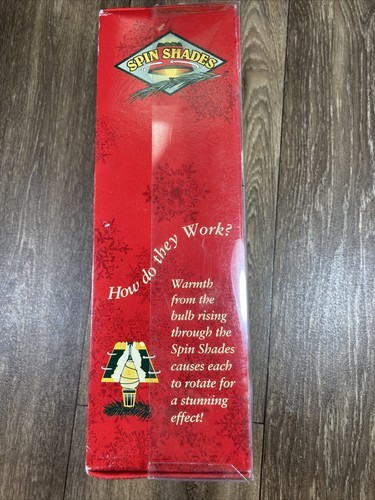 SPIN SHADES
How do they Work?
Warmth
from the
bulb rising
through the
Spin Shades
causes each
to rotate for
a stunning
effect!